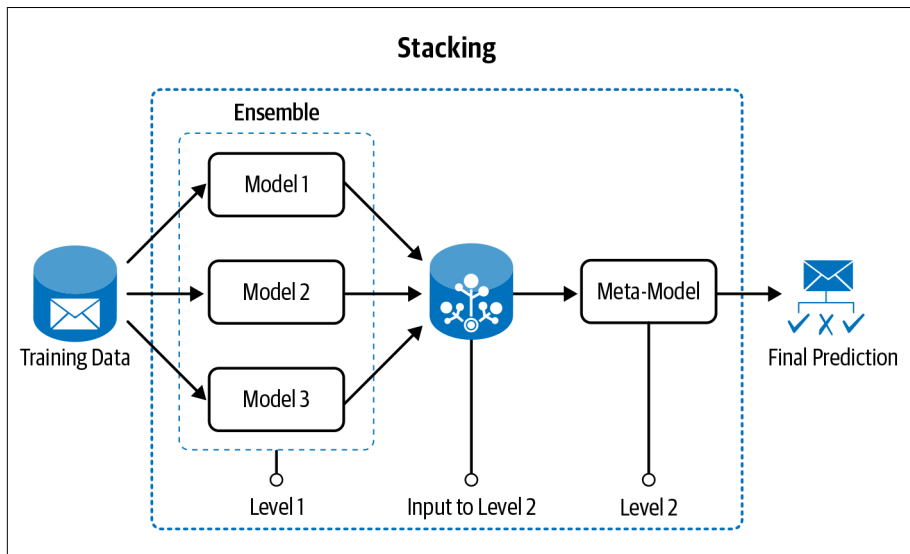 Stacking
Ensemble
Model 1
Model 2
Model 3
Training Data
Meta-Model
Final Prediction
Level 1
Input to Level 2
Level 2